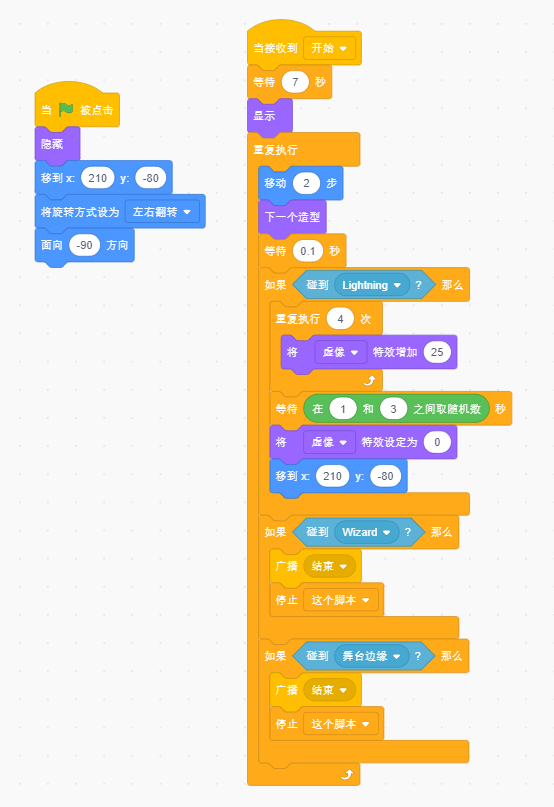 当 被点击
隐藏
移到 x: 210 y: -80
将旋转方式设为 左右翻转
面向 -90 方向
当接收到 开始
等待 7 秒
显示
重复执行
移动 2 步
下一个造型
等待 0.1 秒
如果 碰到 Lightning ? 那么
重复执行 4 次
将 虚像 特效增加 25
等待 在 1 和 3 之间取随机数 秒
将 虚像 特效设定为 0
移到 x: 210 y: -80
如果 碰到 Wizard ? 那么
广播 结束
停止 这个脚本
如果 碰到 舞台边缘 ? 那么
广播 结束
停止 这个脚本